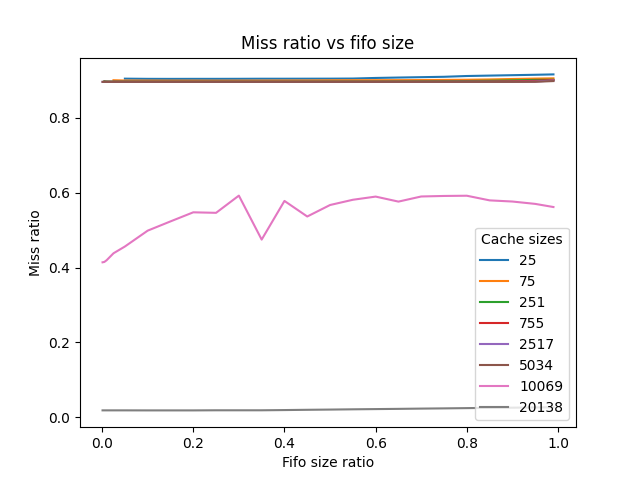 Miss ratio vs fifo size
Miss ratio
0.8
0.6
0.4
0.2
0.0
0.0 0.2 0.4 0.6 0.8 1.0
Fifo size ratio
Cache sizes
25
75
251
755
2517
5034
10069
20138